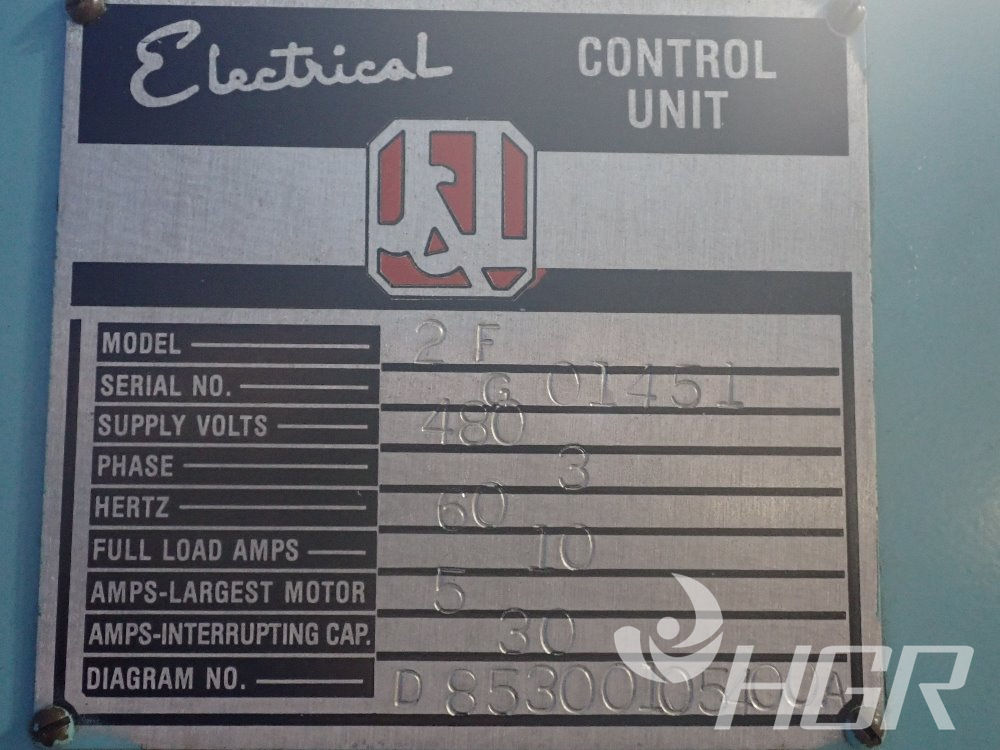 Electrical CONTROL
UNIT
MODEL 2 F
SERIAL NO. G 01451
SUPPLY VOLTS 480
PHASE 3
HERTZ 60
FULL LOAD AMPS 10
AMPS-LARGEST MOTOR 5
AMPS-INTERRUPTING CAP. 30
DIAGRAM NO. D
HGR